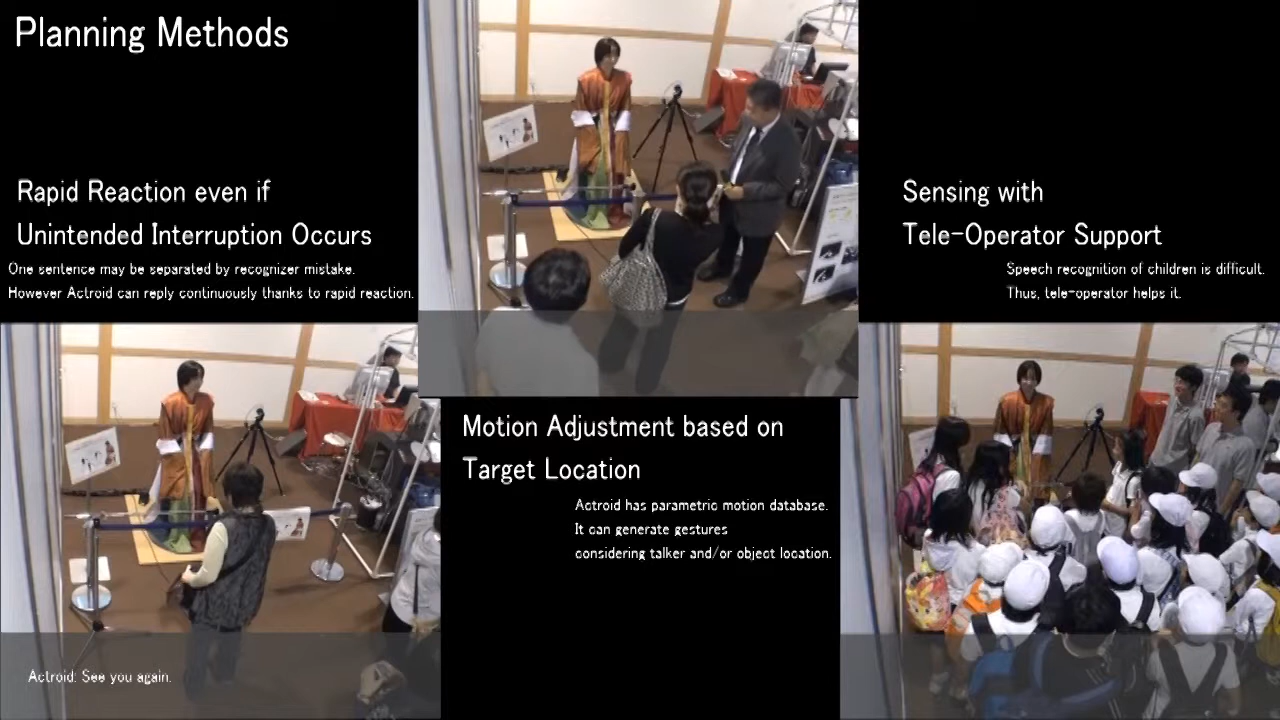 Planning Methods
Rapid Reaction even if
Unintended Interruption Occurs
One sentence may be separated by recognizer mistake.
However Actroid can reply continuously thanks to rapid reaction.
Sensing with
Tele-Operator Support
Speech recognition of children is difficult.
Thus, tele-operator helps it.
Motion Adjustment based on
Target Location
Actroid has parametric motion database.
It can generate gestures
considering talker and/or object location.
Actroid: See you again.